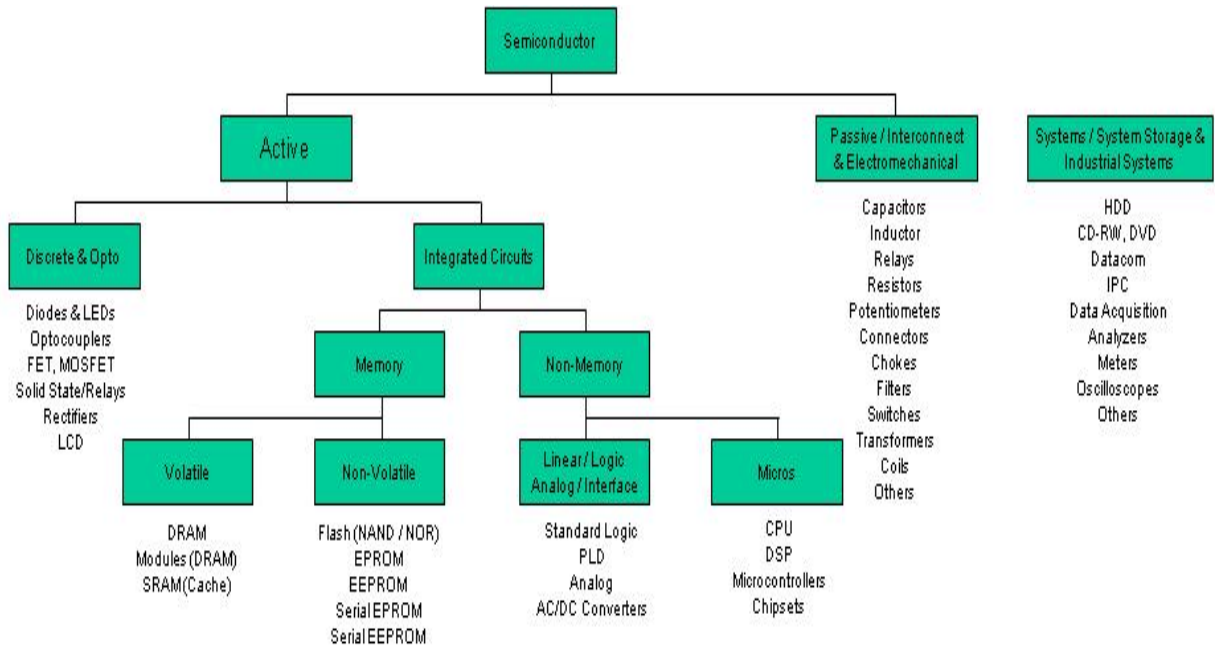 Semiconductor
Active
Passive / Interconnect
& Electromechanical
Systems / System Storage &
Industrial Systems
Capacitors
Inductor
Relays
Resistors
Potentiometers
Connectors
Chokes
Filters
Switches
Transformers
Coils
Others
HDD
CD-RW, DVD
Datacom
IPC
Data Acquisition
Analyzers
Meters
Oscilloscopes
Others
Discrete & Opto
Integrated Circuits
Diodes & LEDs
Optocouplers
FET, MOSFET
Solid State/Relays
Rectifiers
LCD
Memory
Non-Memory
Volatile
Non-Volatile
Linear / Logic
Analog / Interface
Micros
DRAM
Modules (DRAM)
SRAM(Cache)
Flash (NAND / NOR)
EPROM
EEPROM
Serial EPROM
Serial EEPROM
Standard Logic
PLD
Analog
AC/DC Converters
CPU
DSP
Microcontrollers
Chipsets